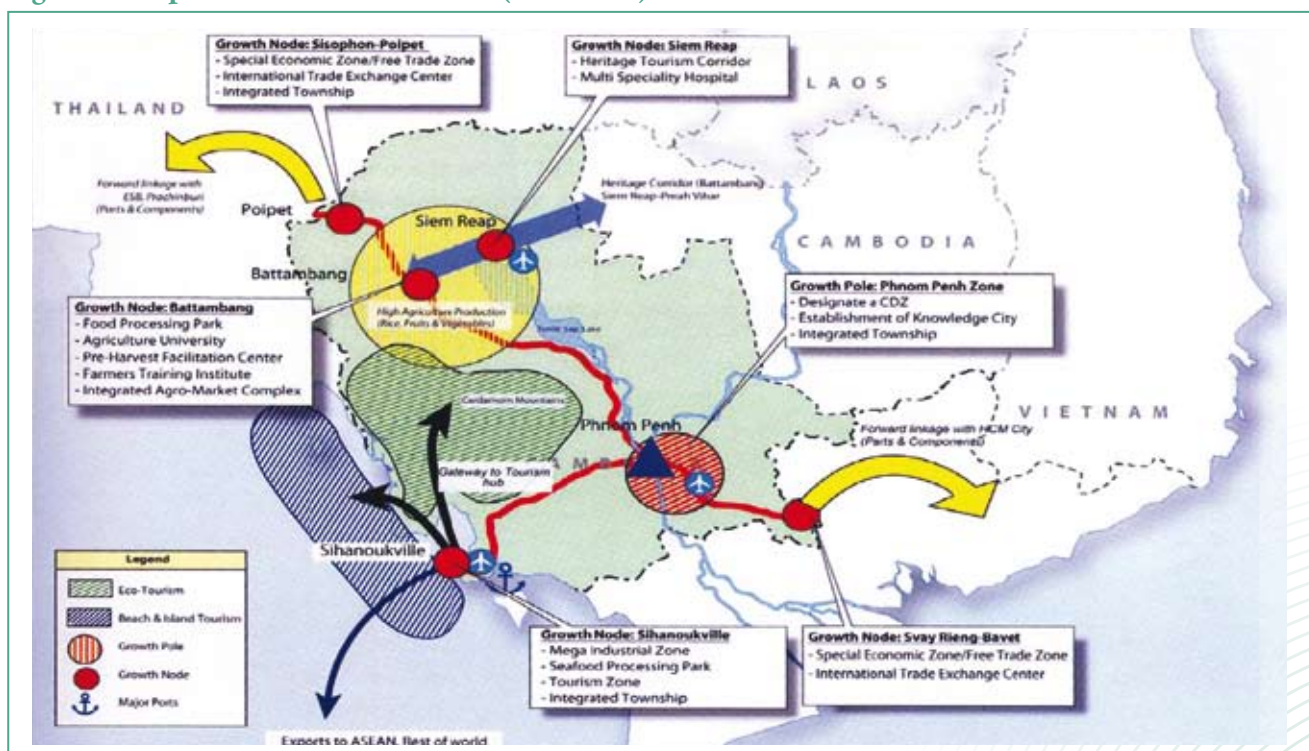 Growth Node: Sisophon-Poipet
- Special Economic Zone/Free Trade Zone
- International Trade Exchange Center
- Integrated Township
Growth Node: Siem Reap
- Heritage Tourism Corridor
- Multi Speciality Hospital
LAOS
THAILAND
Forward linkage with
ESB, Prachinburi
(Parts & Components)
Heritage Corridor (Battambang
Siem Reap-Preah Vihar
Poipet
Siem Reap
CAMBODIA
Battambang
Growth Node: Battambang
- Food Processing Park
- Agriculture University
- Pre-Harvest Facilitation Center
- Farmers Training Institute
- Integrated Agro-Market Complex
High Agriculture Production
(Rice, Fruits & Vegetables)
Tonle Sap Lake
Growth Pole: Phnom Penh Zone
- Designate a CDZ
- Establishment of Knowledge City
- Integrated Township
VIETNAM
Cardamom Mountains
Phnom Penh
Forward linkage with HCM City
(Parts & Component)
Gateway to Tourism
hub
Sihanoukville
Legend
Eco-Tourism
Beach & Island Tourism
Growth Pole
Growth Node
Major Ports
Growth Node: Sihanoukville
- Mega Industrial Zone
- Seafood Processing Park
- Tourism Zone
- Integrated Township
Growth Node: Svay Rieng-Bavet
- Special Economic Zone/Free Trade Zone
- International Trade Exchange Center
Exports to ASEAN, Rest of world